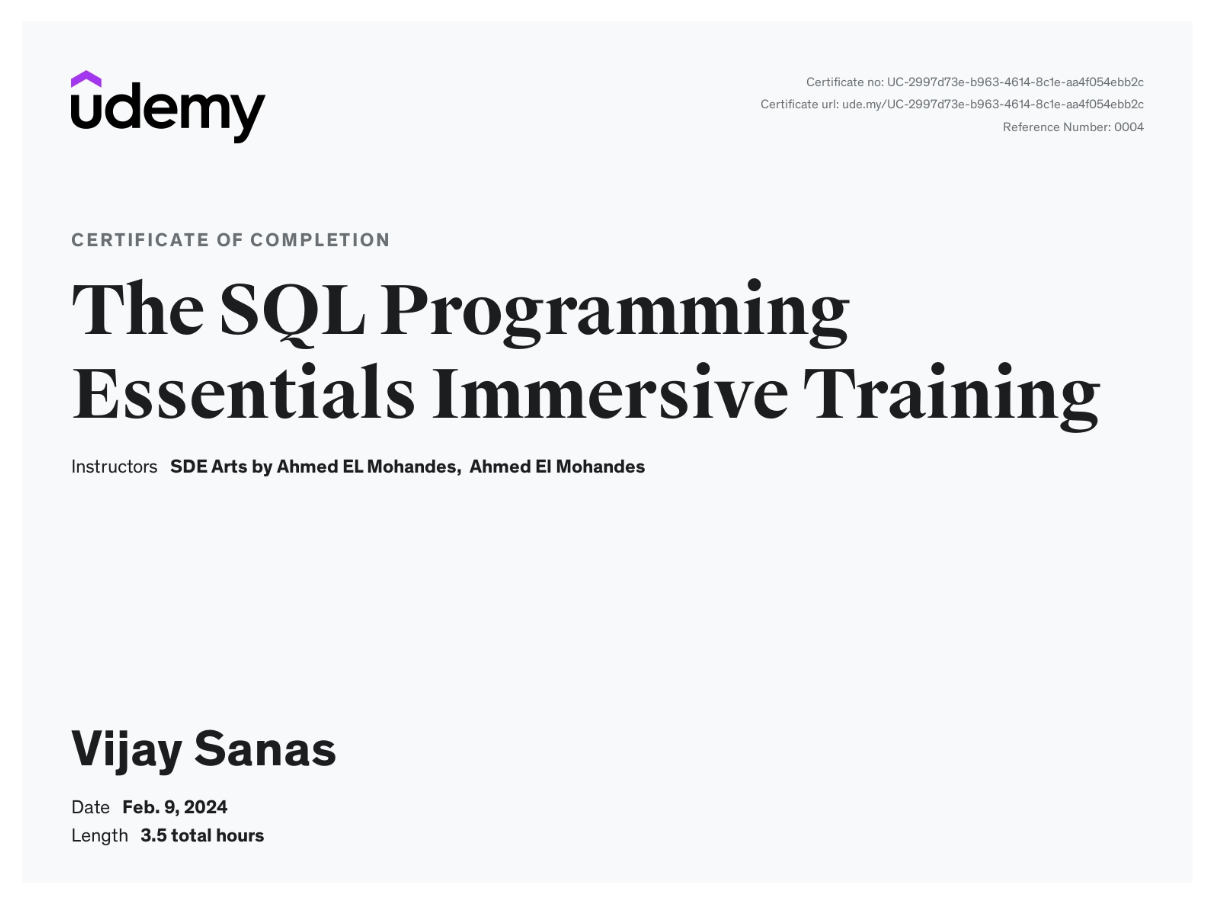 udemy
Certificate no: UC-2997d73e-b963-4614-8c1e-aa4f054ebb2c
Certificate url: ude.my/UC-2997d73e-b963-4614-8c1e-aa4f054ebb2c
Reference Number: 0004
CERTIFICATE OF COMPLETION
The SQL Programming
Essentials Immersive Training
Instructors SDE Arts by Ahmed EL Mohandes, Ahmed El Mohandes
Vijay Sanas
Date Feb. 9, 2024
Length 3.5 total hours